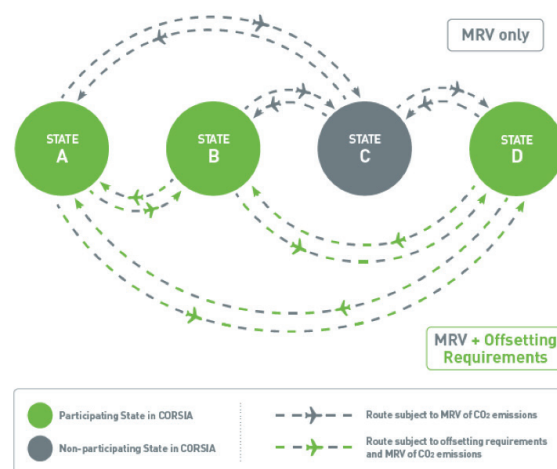 MRV only
STATE
A
STATE
B
STATE
C
STATE
D
MRV + Offsetting
Requirements
Participating State in CORSIA
Non-participating State in CORSIA
Route subject to MRV of CO₂ emissions
Route subject to offsetting requirements
and MRV of CO₂ emissions